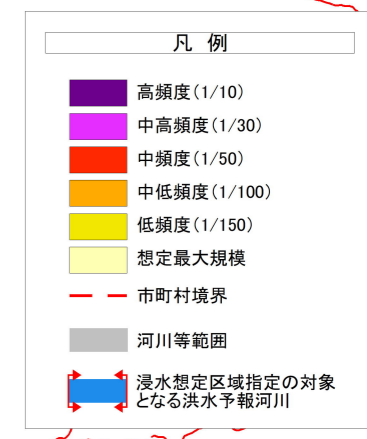 凡 例
高頻度(1/10)
中高頻度(1/30)
中頻度(1/50)
中低頻度(1/100)
低頻度(1/150)
想定最大規模
市町村境界
河川等範囲
浸水想定区域指定の対象
となる洪水予報河川